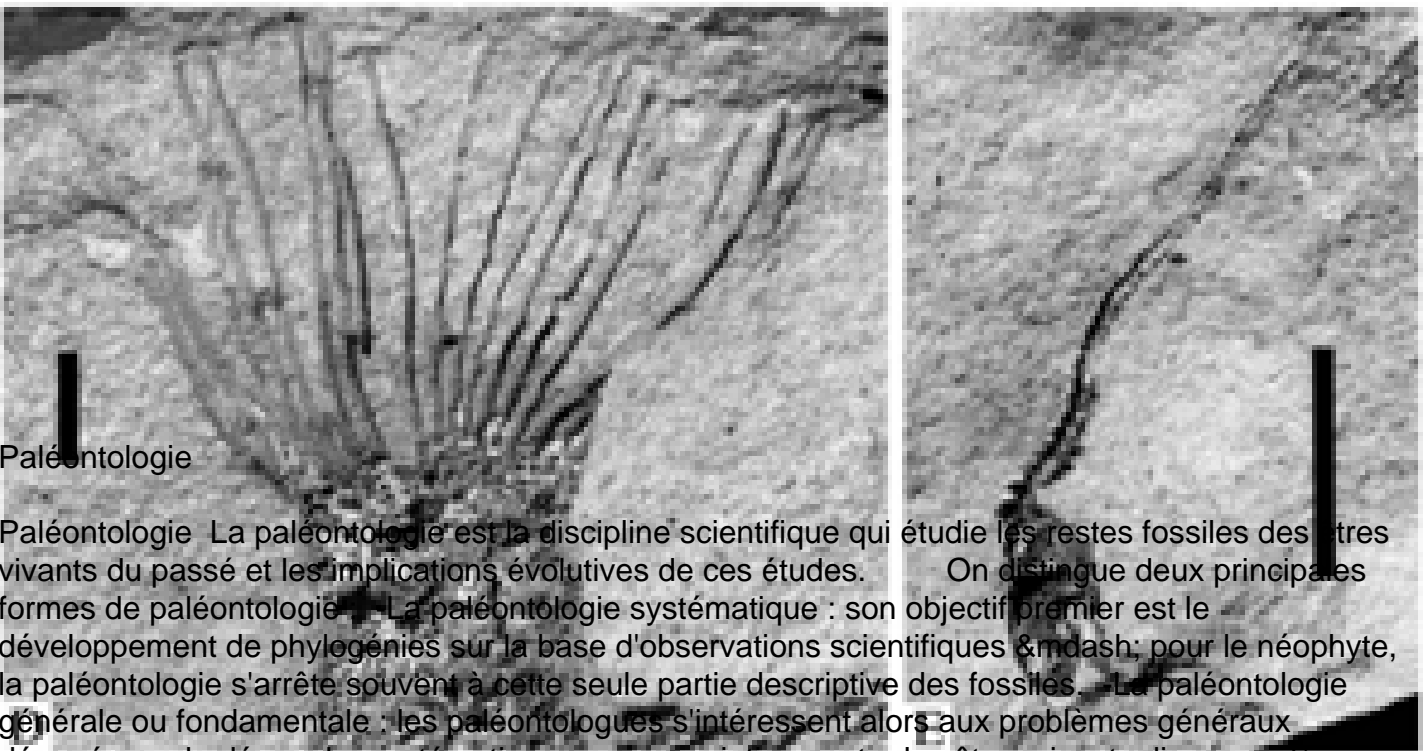 Paléontologie
Paléontologie La paléontologie est la discipline scientifique qui étudie les restes fossiles des êtres
vivants du passé et les implications évolutives de ces études. On distingue deux principales
formes de paléontologie La paléontologie systématique : son objectif premier est le
développement de phylogénies sur la base d'observations scientifiques &mdash; pour le néophyte,
la paléontologie s'arrête souvent à cette seule partie descriptive des fossiles. La paléontologie
générale ou fondamentale : les paléontologues s'intéressent alors aux problèmes généraux